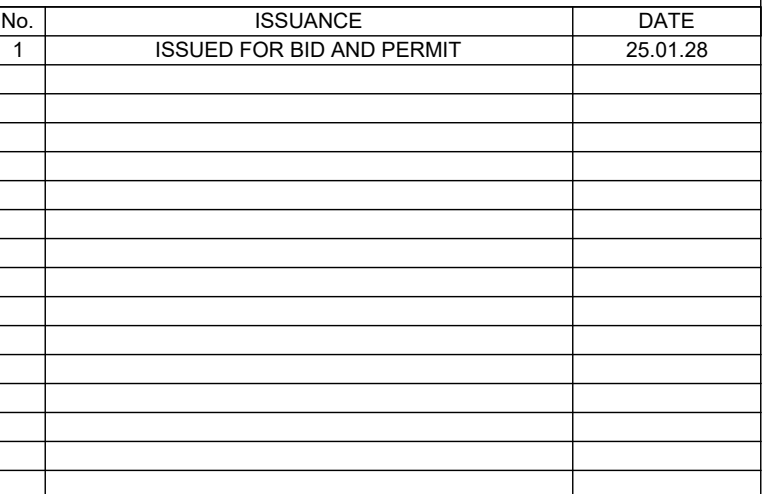 No. ISSUANCE DATE
1 ISSUED FOR BID AND PERMIT 25.01.28